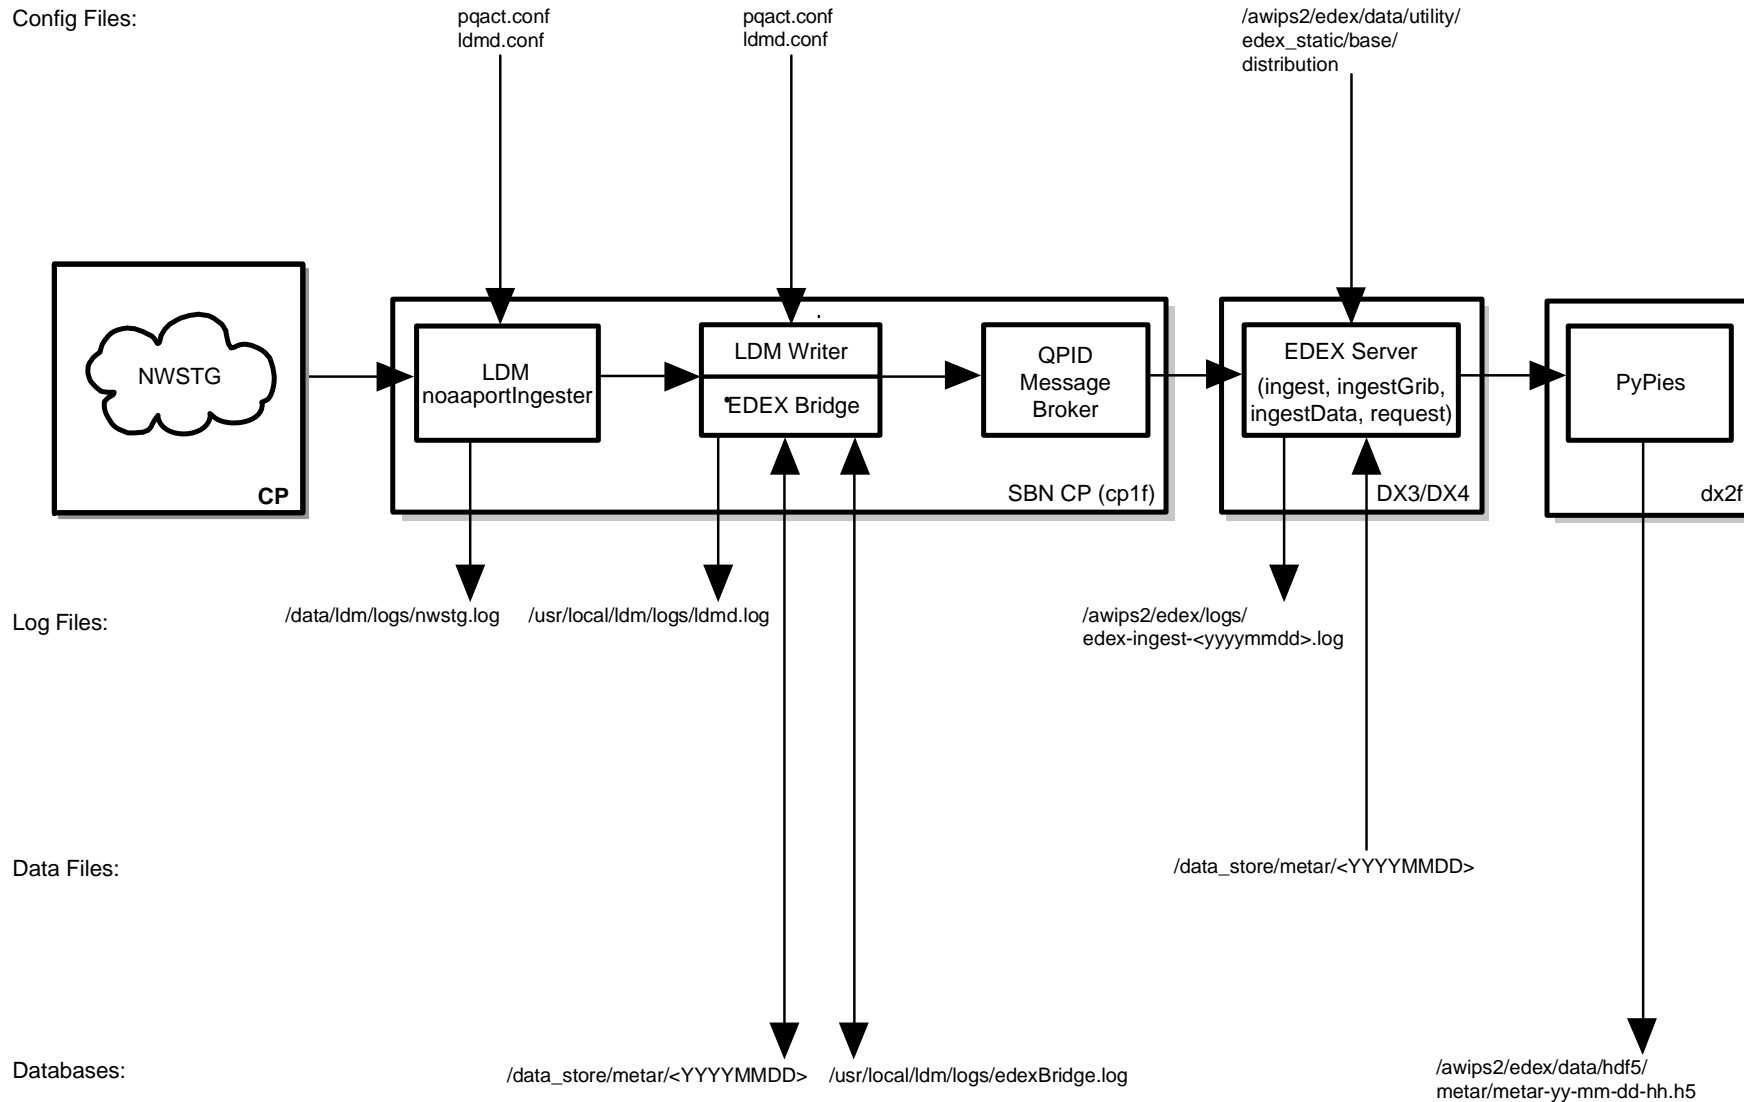 Config Files:
pqact.conf
ldmd.conf
pqact.conf
ldmd.conf
/awips2/edex/data/utility/
edex_static/base/
distribution
NWSTG
CP
LDM
noaaportIngester
LDM Writer
EDEX Bridge
QPID
Message
Broker
SBN CP (cp1f)
EDEX Server
(ingest, ingestGrib,
ingestData, request)
DX3/DX4
PyPies
dx2f
Log Files:
/data/ldm/logs/nwstg.log
/usr/local/ldm/logs/ldmd.log
/awips2/edex/logs/
edex-ingest-<yyyymmdd>.log
Data Files:
/data_store/metar/<YYYYMMDD>
Databases:
/data_store/metar/<YYYYMMDD>
/usr/local/ldm/logs/edexBridge.log
/awips2/edex/data/hdf5/
metar/metar-yy-mm-dd-hh.h5